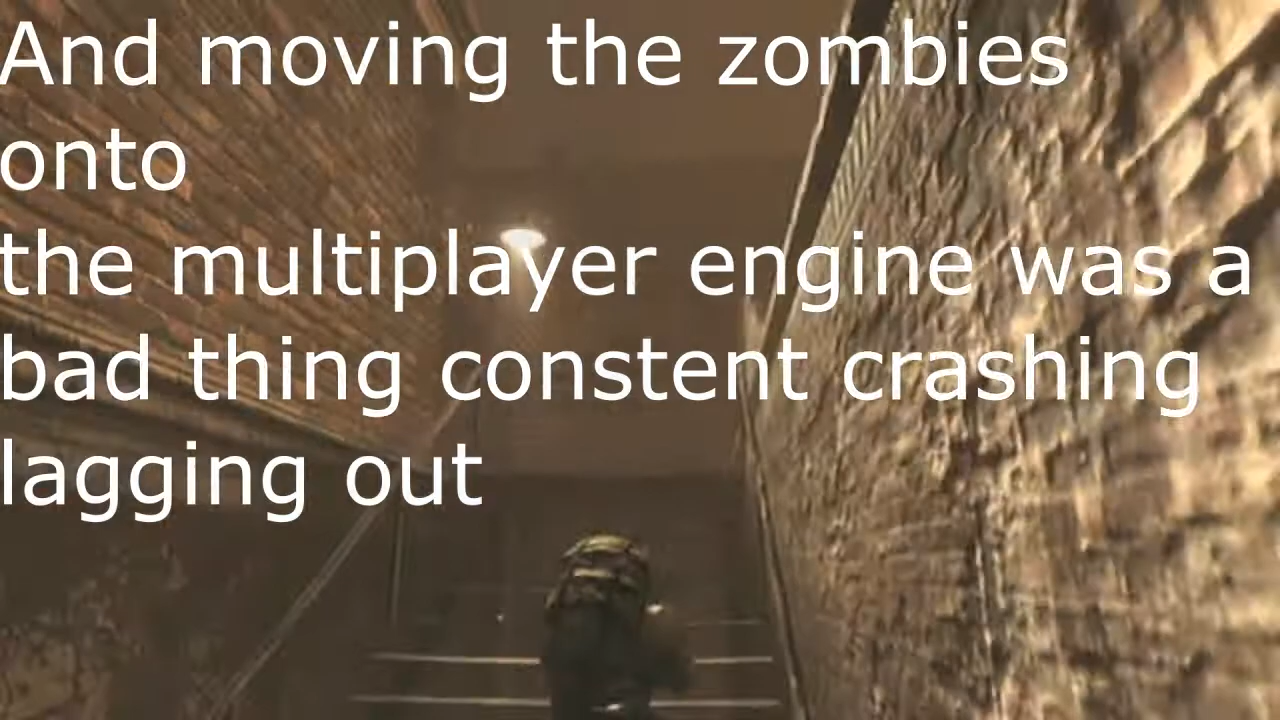 And moving the zombies
onto
the multiplayer engine was a
bad thing constent crashing
lagging out